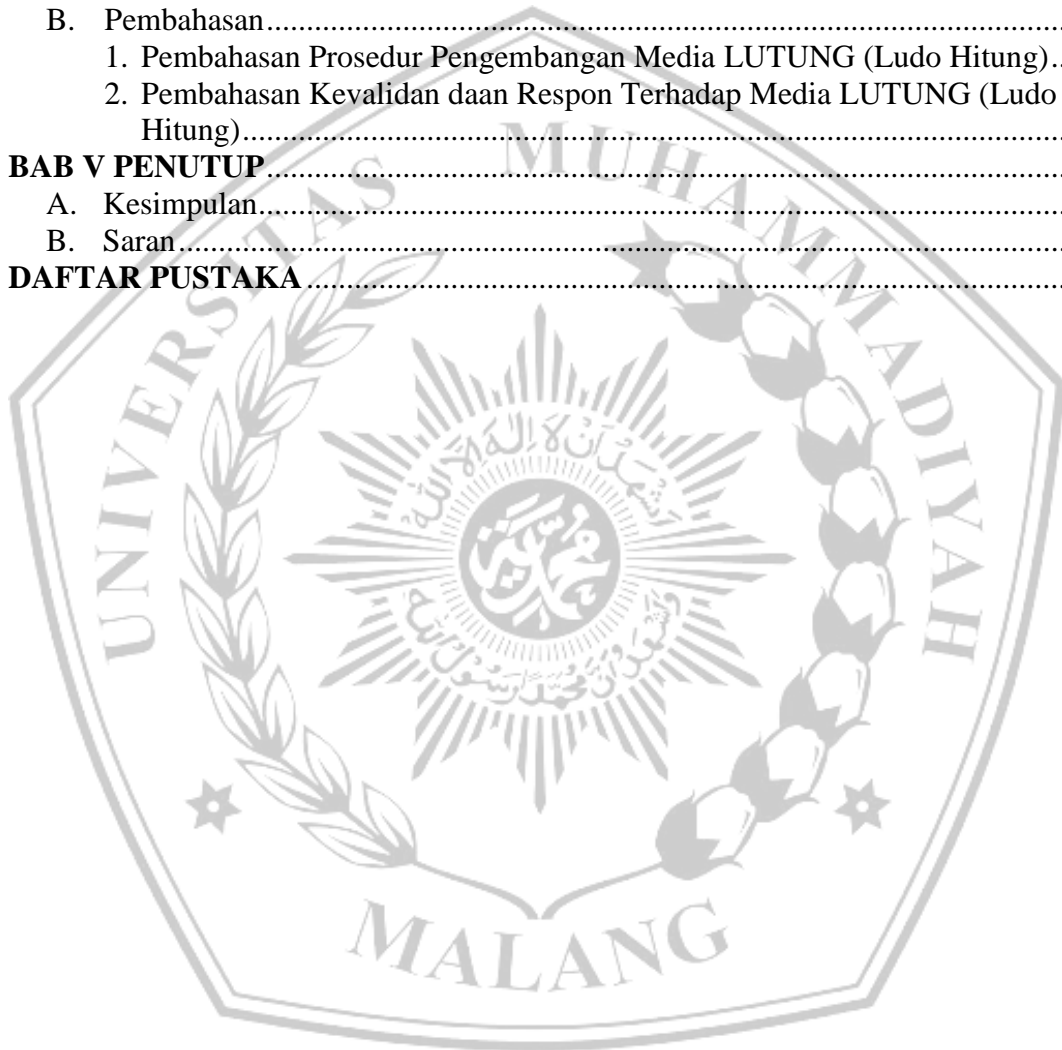 B. Pembahasan....................................................................................................
1. Pembahasan Prosedur Pengembangan Media LUTUNG (Ludo Hitung)..
2. Pembahasan Kevalidan daan Respon Terhadap Media LUTUNG (Ludo
Hitung).......................................................................................................
BAB V PENUTUP....................................................................................................
A. Kesimpulan.....................................................................................................
B. Saran...............................................................................................................
DAFTAR PUSTAKA...............................................................................................
UNIVERSITAS MUHAMMADIYAH
MALANG